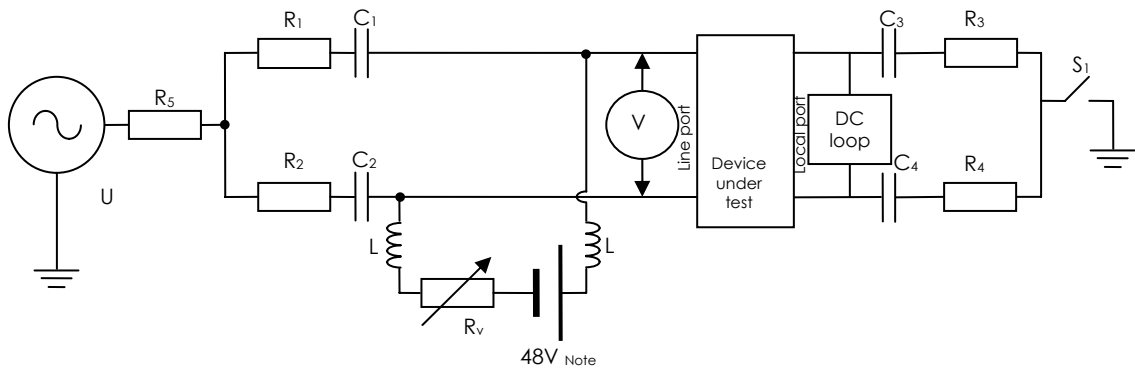 R1
C1
C3
R3
S1
R5
V
Line port
Local port
DC
loop
Device
under
test
R2
C2
C4
R4
U
L
L
Rv
48V Note